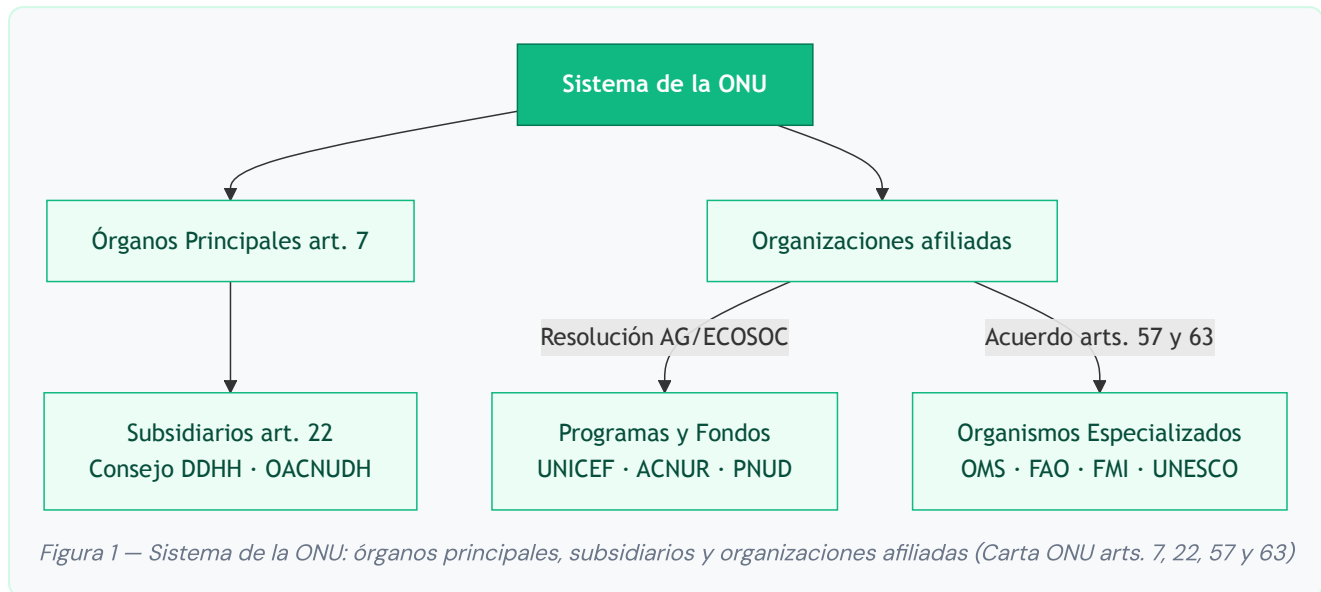 Sistema de la ONU
Órganos Principales art. 7
Organizaciones afiliadas
Resolución AG/ECOSOC
Acuerdo arts. 57 y 63
Subsidiarios art. 22
Consejo DDHH · OACNUDH
Programas y Fondos
UNICEF · ACNUR · PNUD
Organismos Especializados
OMS · FAO · FMI · UNESCO
Figura 1 — Sistema de la ONU: órganos principales, subsidiarios y organizaciones afiliadas (Carta ONU arts. 7, 22, 57 y 63)